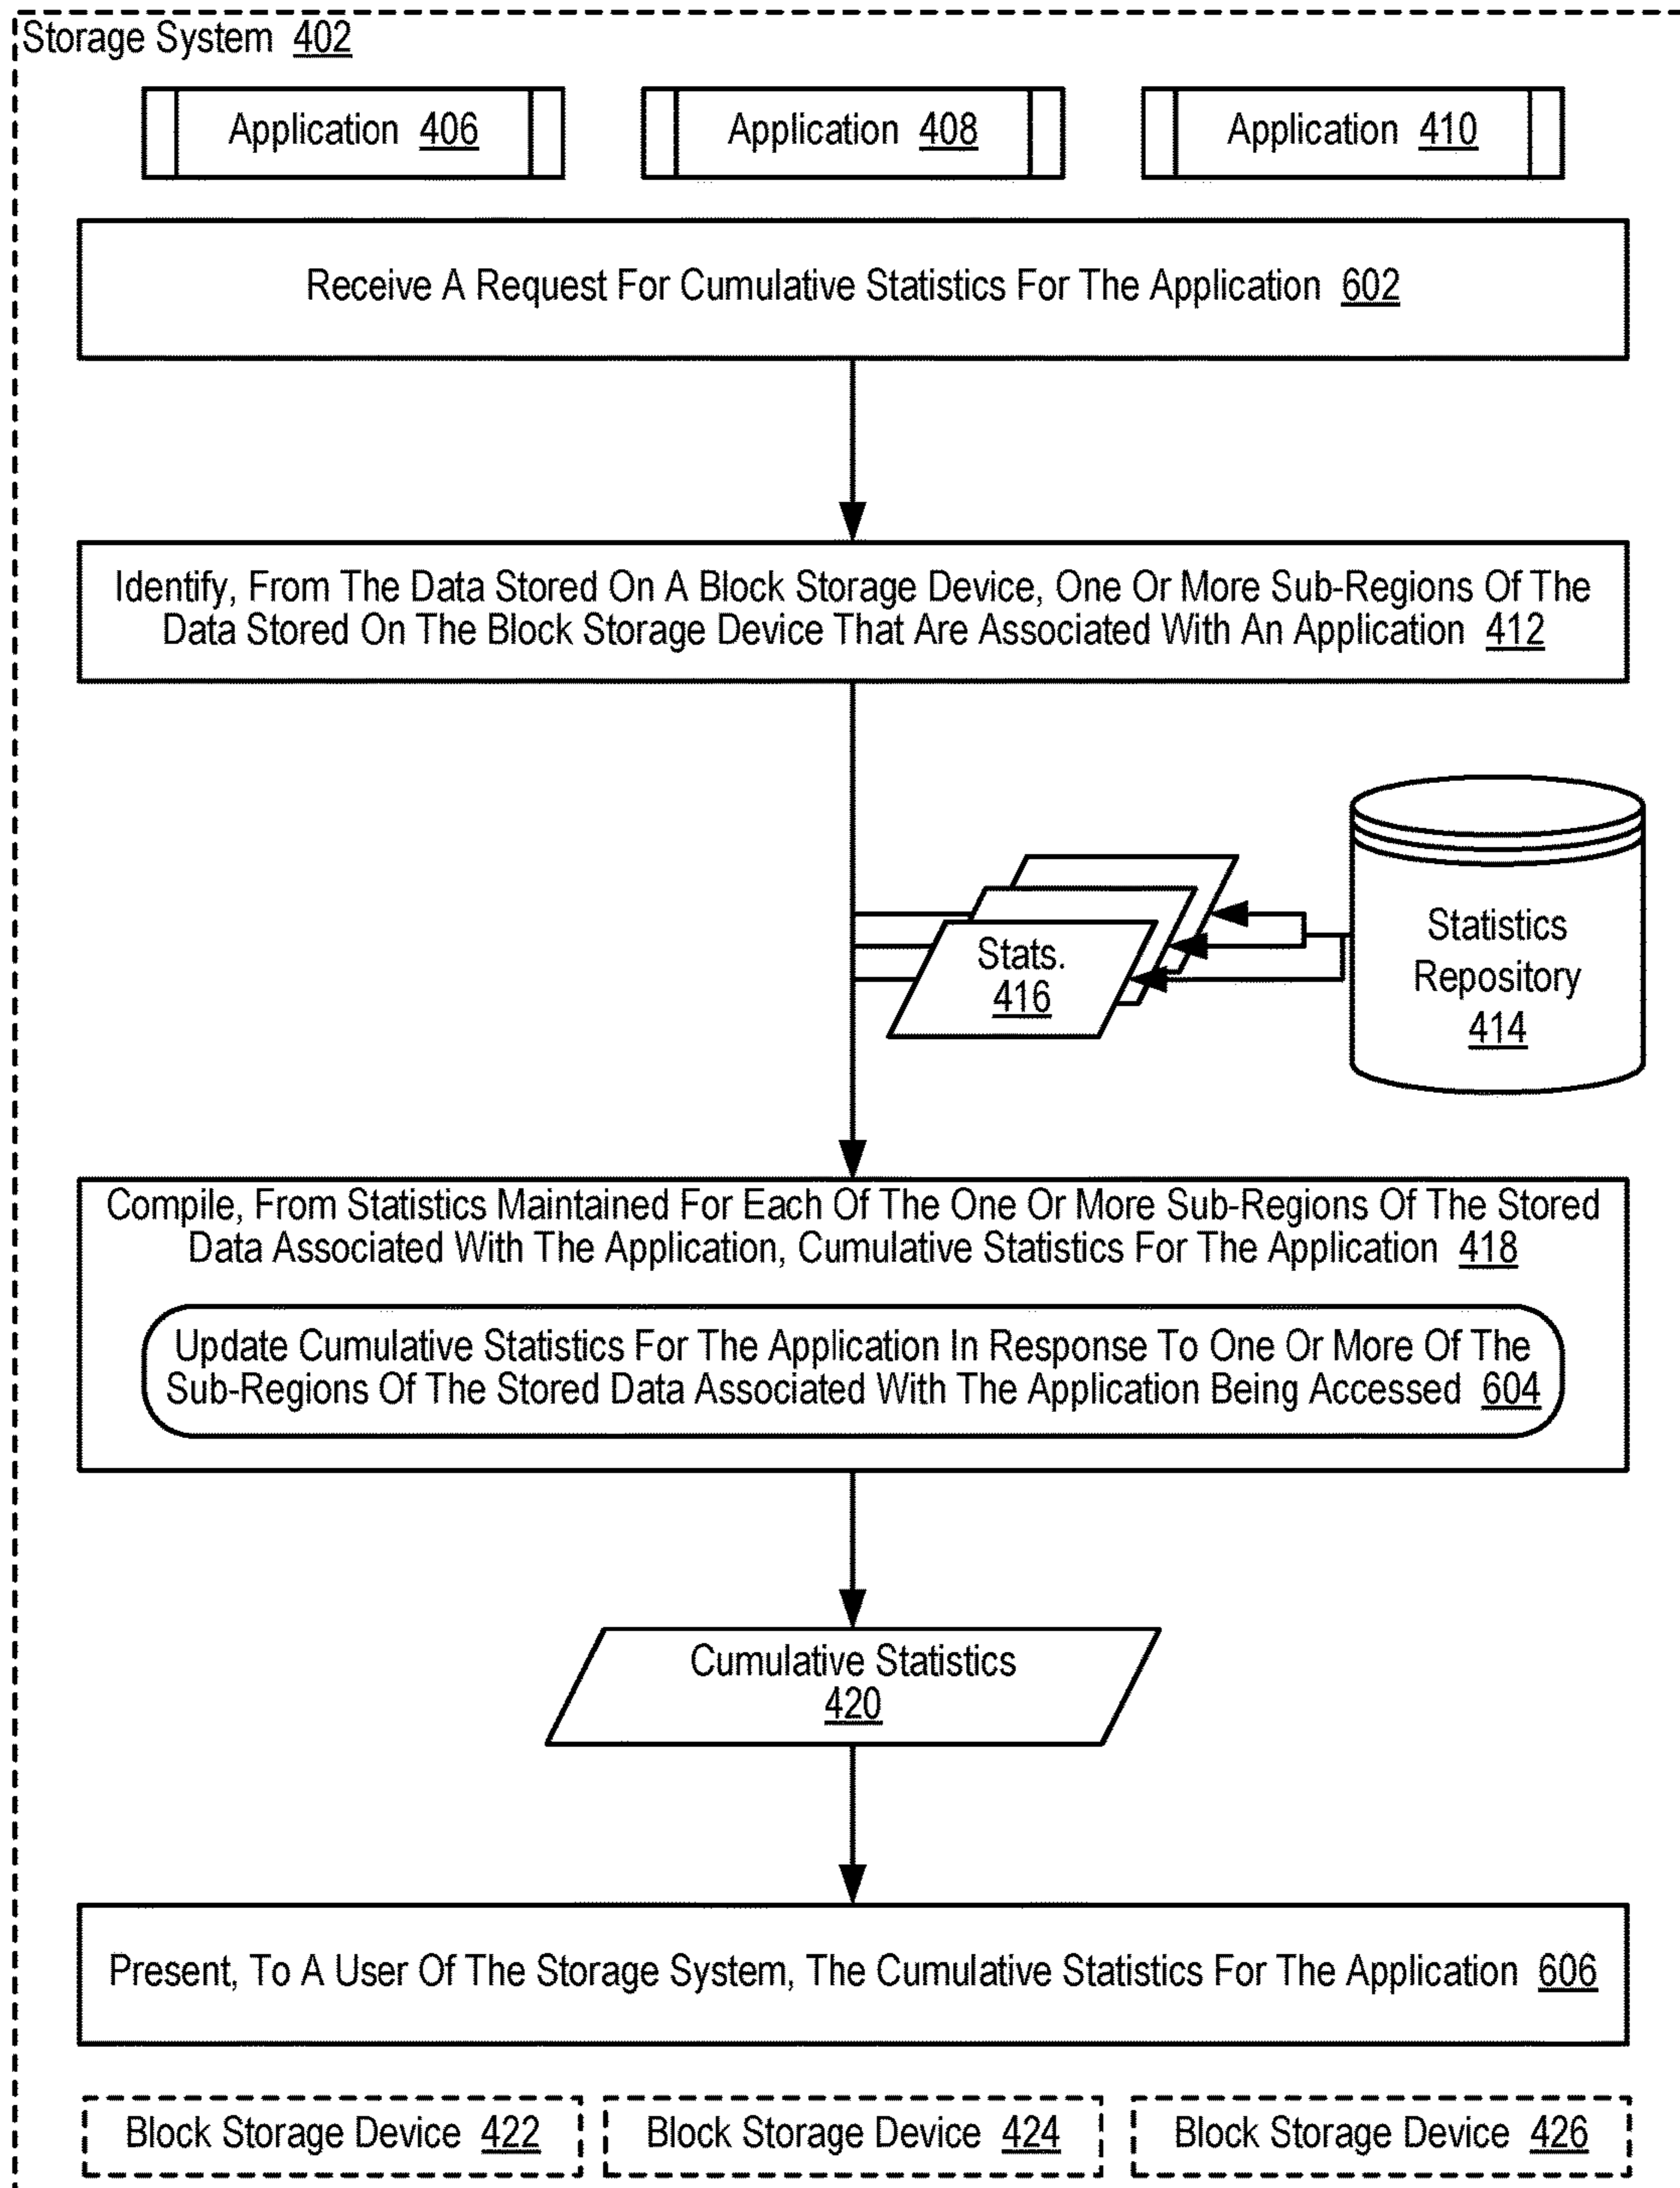 Storage System 402
Application 406
Application 408
Application 410
Receive A Request For Cumulative Statistics For The Application 602
Identify, From The Data Stored On A Block Storage Device, One Or More Sub-Regions Of The
Data Stored On The Block Storage Device That Are Associated With An Application 412
Stats.
416
Statistics
Repository
414
Compile, From Statistics Maintained For Each Of The One Or More Sub-Regions Of The Stored
Data Associated With The Application, Cumulative Statistics For The Application 418
Update Cumulative Statistics For The Application In Response To One Or More Of The
Sub-Regions Of The Stored Data Associated With The Application Being Accessed 604
Cumulative Statistics
420
Present, To A User Of The Storage System, The Cumulative Statistics For The Application 606
Block Storage Device 422
Block Storage Device 424
Block Storage Device 426